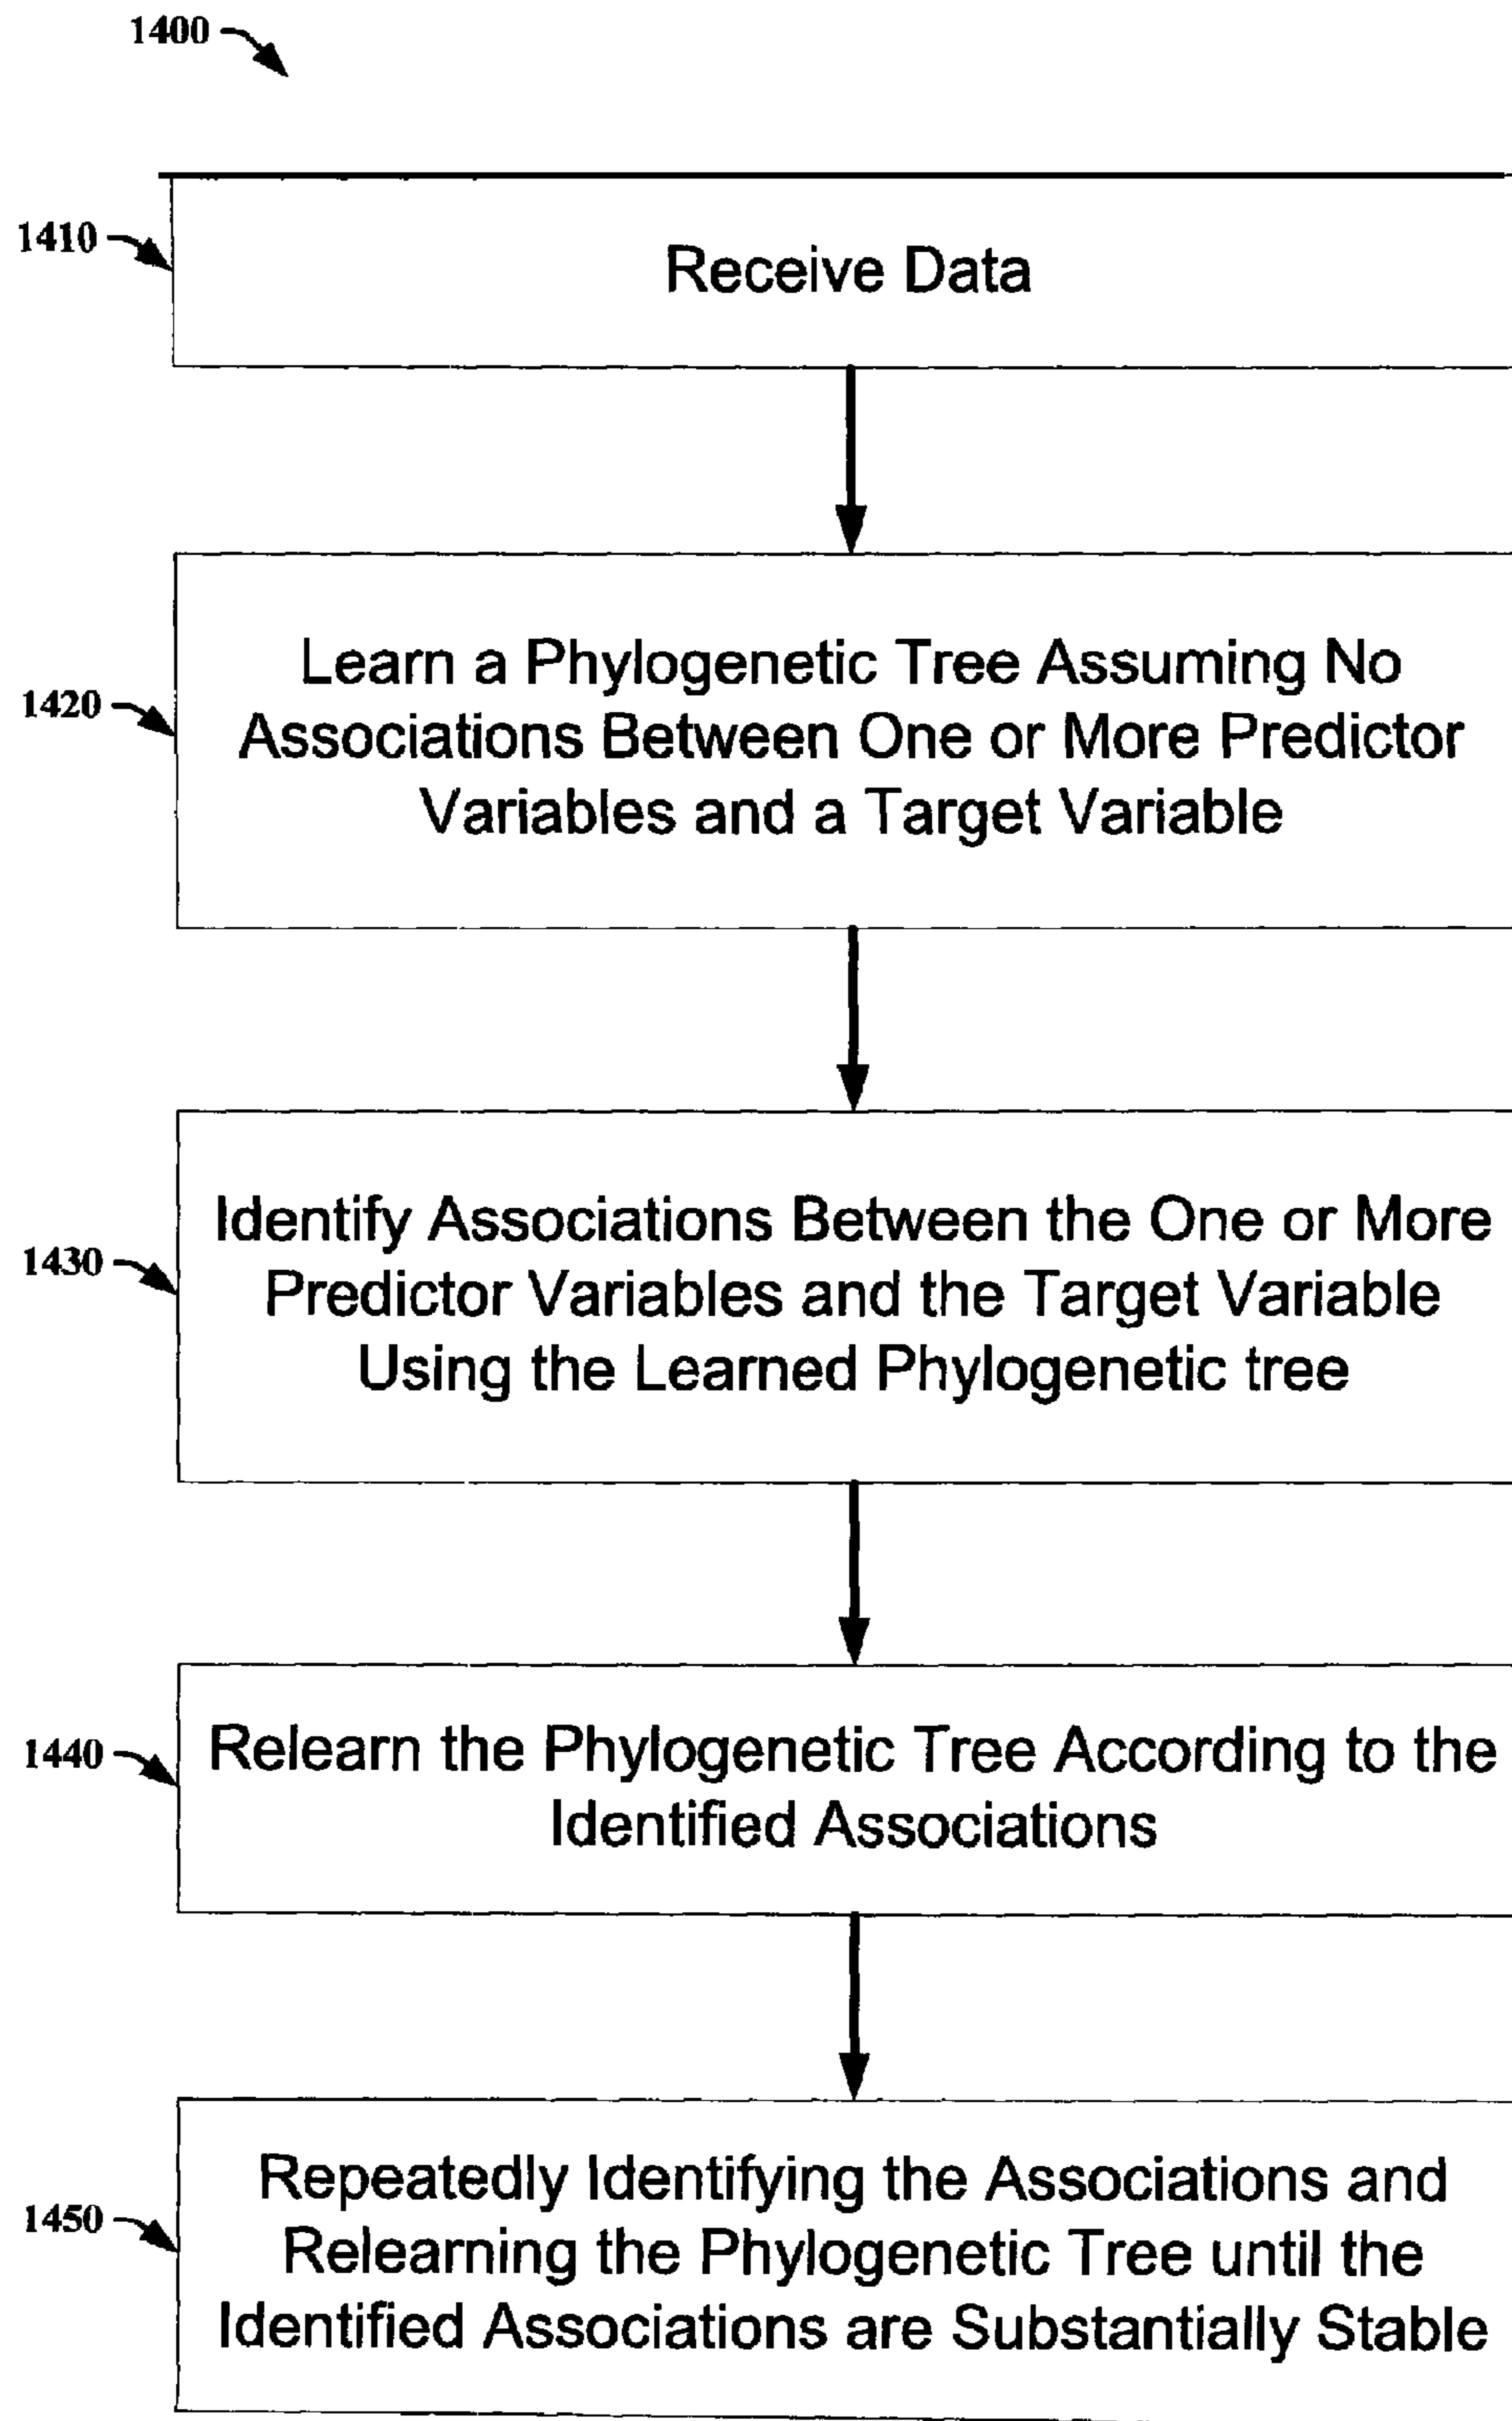 1400
1410
Receive Data
Learn a Phylogenetic Tree Assuming No
1420
Associations Between One or More Predictor
Variables and a Target Variable
Identify Associations Between the One or More
1430
Predictor Variables and the Target Variable
Using the Learned Phylogenetic tree
1440
Relearn the Phylogenetic Tree According to the
Identified Associations
Repeatedly Identifying the Associations and
1450
Relearning the Phylogenetic Tree until the
Identified Associations are Substantially Stable